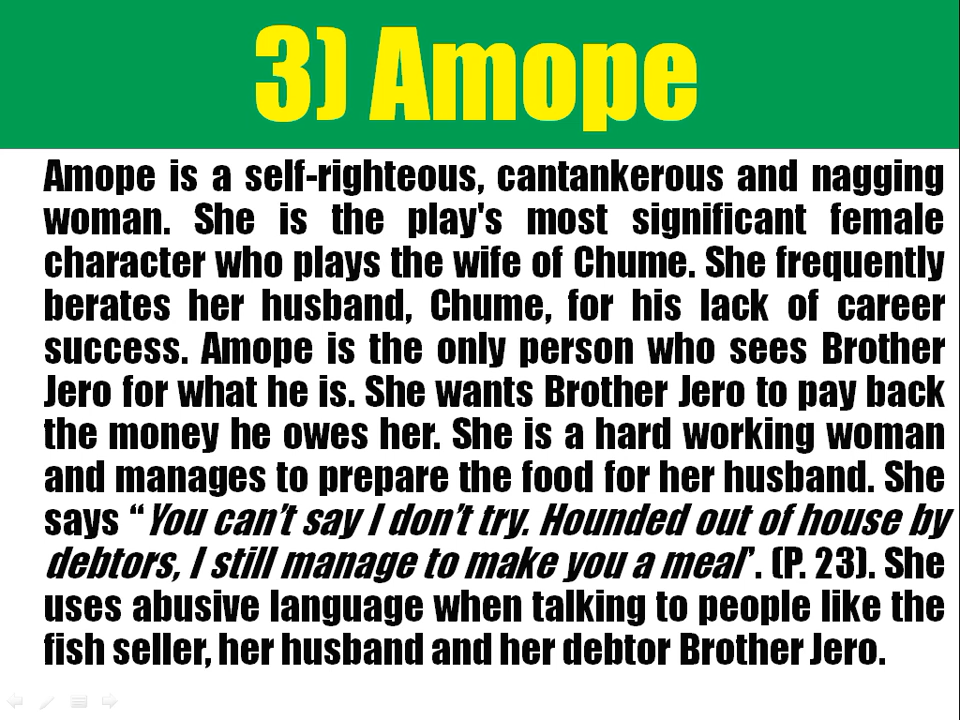 3) Amope
Amope is a self-righteous, cantankerous and nagging
woman. She is the play's most significant female
character who plays the wife of Chume. She frequently
berates her husband, Chume, for his lack of career
success. Amope is the only person who sees Brother
Jero for what he is. She wants Brother Jero to pay back
the money he owes her. She is a hard working woman
and manages to prepare the food for her husband. She
says “You can’t say I don’t try. Hounded out of house by
debtors, I still manage to make you a meal”. (P. 23). She
uses abusive language when talking to people like the
fish seller, her husband and her debtor Brother Jero.